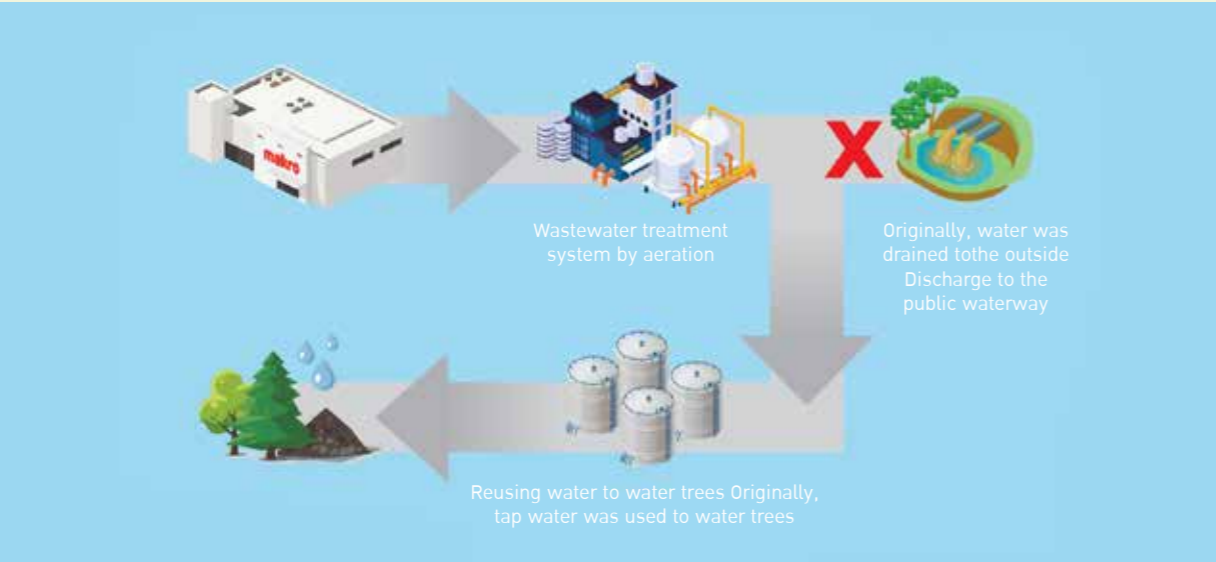 makro
Wastewater treatment
system by aeration
Originally, water was
drained tothe outside
Discharge to the
public waterway
X
Reusing water to water trees Originally,
tap water was used to water trees